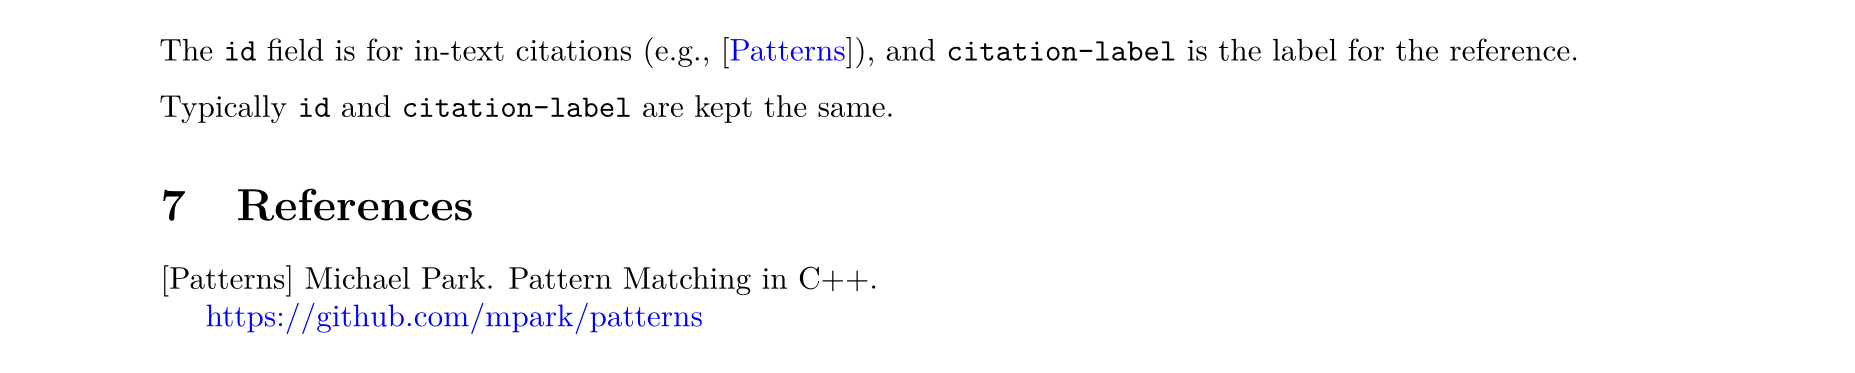 The id field is for in-text citations (e.g., [Patterns]), and citation-label is the label for the reference.
Typically id and citation-label are kept the same.
7 References
[Patterns] Michael Park. Pattern Matching in C++.
https://github.com/mpark/patterns